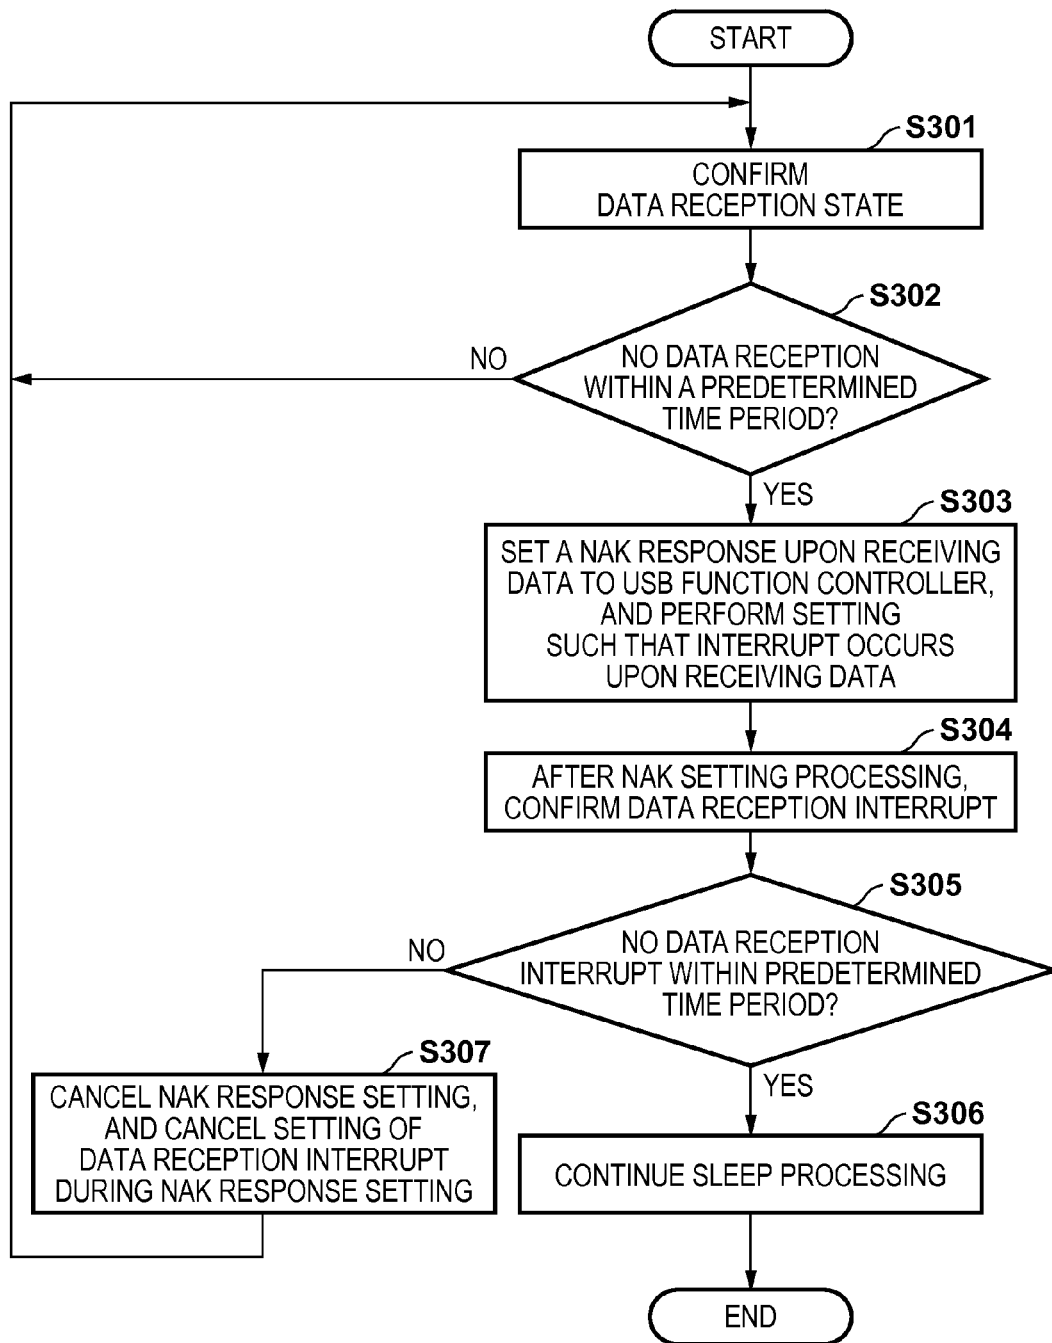 START
S301
CONFIRM
DATA RECEPTION STATE
S302
NO DATA RECEPTION
WITHIN A PREDETERMINED
TIME PERIOD?
NO
YES
S303
SET A NAK RESPONSE UPON RECEIVING
DATA TO USB FUNCTION CONTROLLER,
AND PERFORM SETTING
SUCH THAT INTERRUPT OCCURS
UPON RECEIVING DATA
S304
AFTER NAK SETTING PROCESSING,
CONFIRM DATA RECEPTION INTERRUPT
S305
NO DATA RECEPTION
INTERRUPT WITHIN PREDETERMINED
TIME PERIOD?
NO
YES
S307
CANCEL NAK RESPONSE SETTING,
AND CANCEL SETTING OF
DATA RECEPTION INTERRUPT
DURING NAK RESPONSE SETTING
S306
CONTINUE SLEEP PROCESSING
END